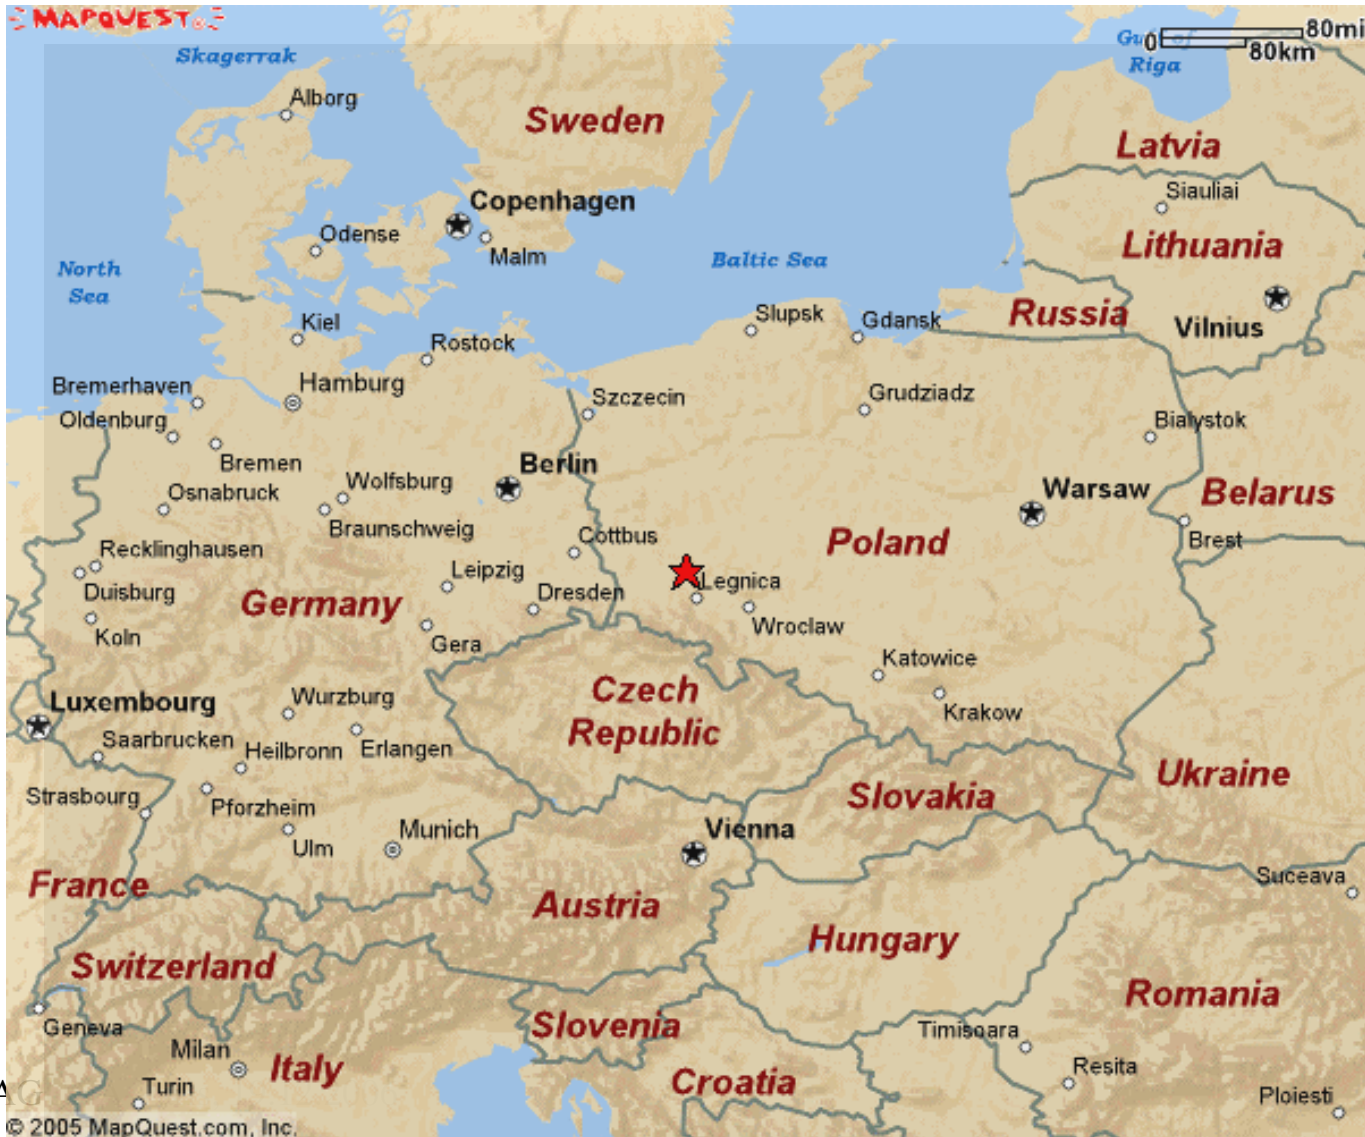 MAPQUEST
Skagerrak
Gulf of
Riga
0
80mi
80km
Alborg
Sweden
Latvia
Siauliai
Copenhagen
Odense
Malm
Lithuania
North
Sea
Baltic Sea
Kiel
Slupsk
Gdansk
Russia
Vilnius
Rostock
Bremerhaven
Hamburg
Szczecin
Grudziadz
Oldenburg
Bialystok
Bremen
Berlin
Wolfsburg
Osnabruck
Warsaw
Belarus
Braunschweig
Cottbus
Poland
Brest
Recklinghausen
Leipzig
Legnica
Duisburg
Germany
Dresden
Koln
Gera
Wroclaw
Katowice
Luxembourg
Wurzburg
Czech
Republic
Krakow
Saarbrucken
Heilbronn
Erlangen
Ukraine
Strasbourg
Pforzheim
Slovakia
Ulm
Munich
Vienna
France
Suceava
Austria
Hungary
Switzerland
Romania
Geneva
Slovenia
Timisoara
Milan
Italy
Resita
Turin
Croatia
Ploiesti
© 2005 MapQuest.com, Inc.